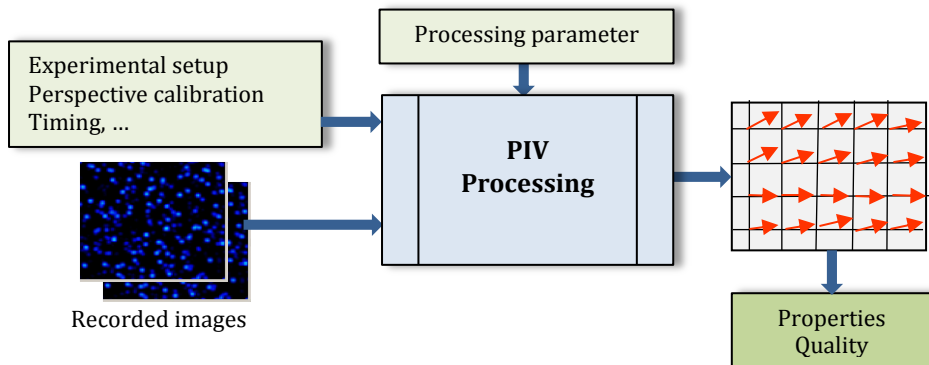 Processing parameter
Experimental setup
Perspective calibration
Timing, …
PIV
Processing
Recorded images
Properties
Quality